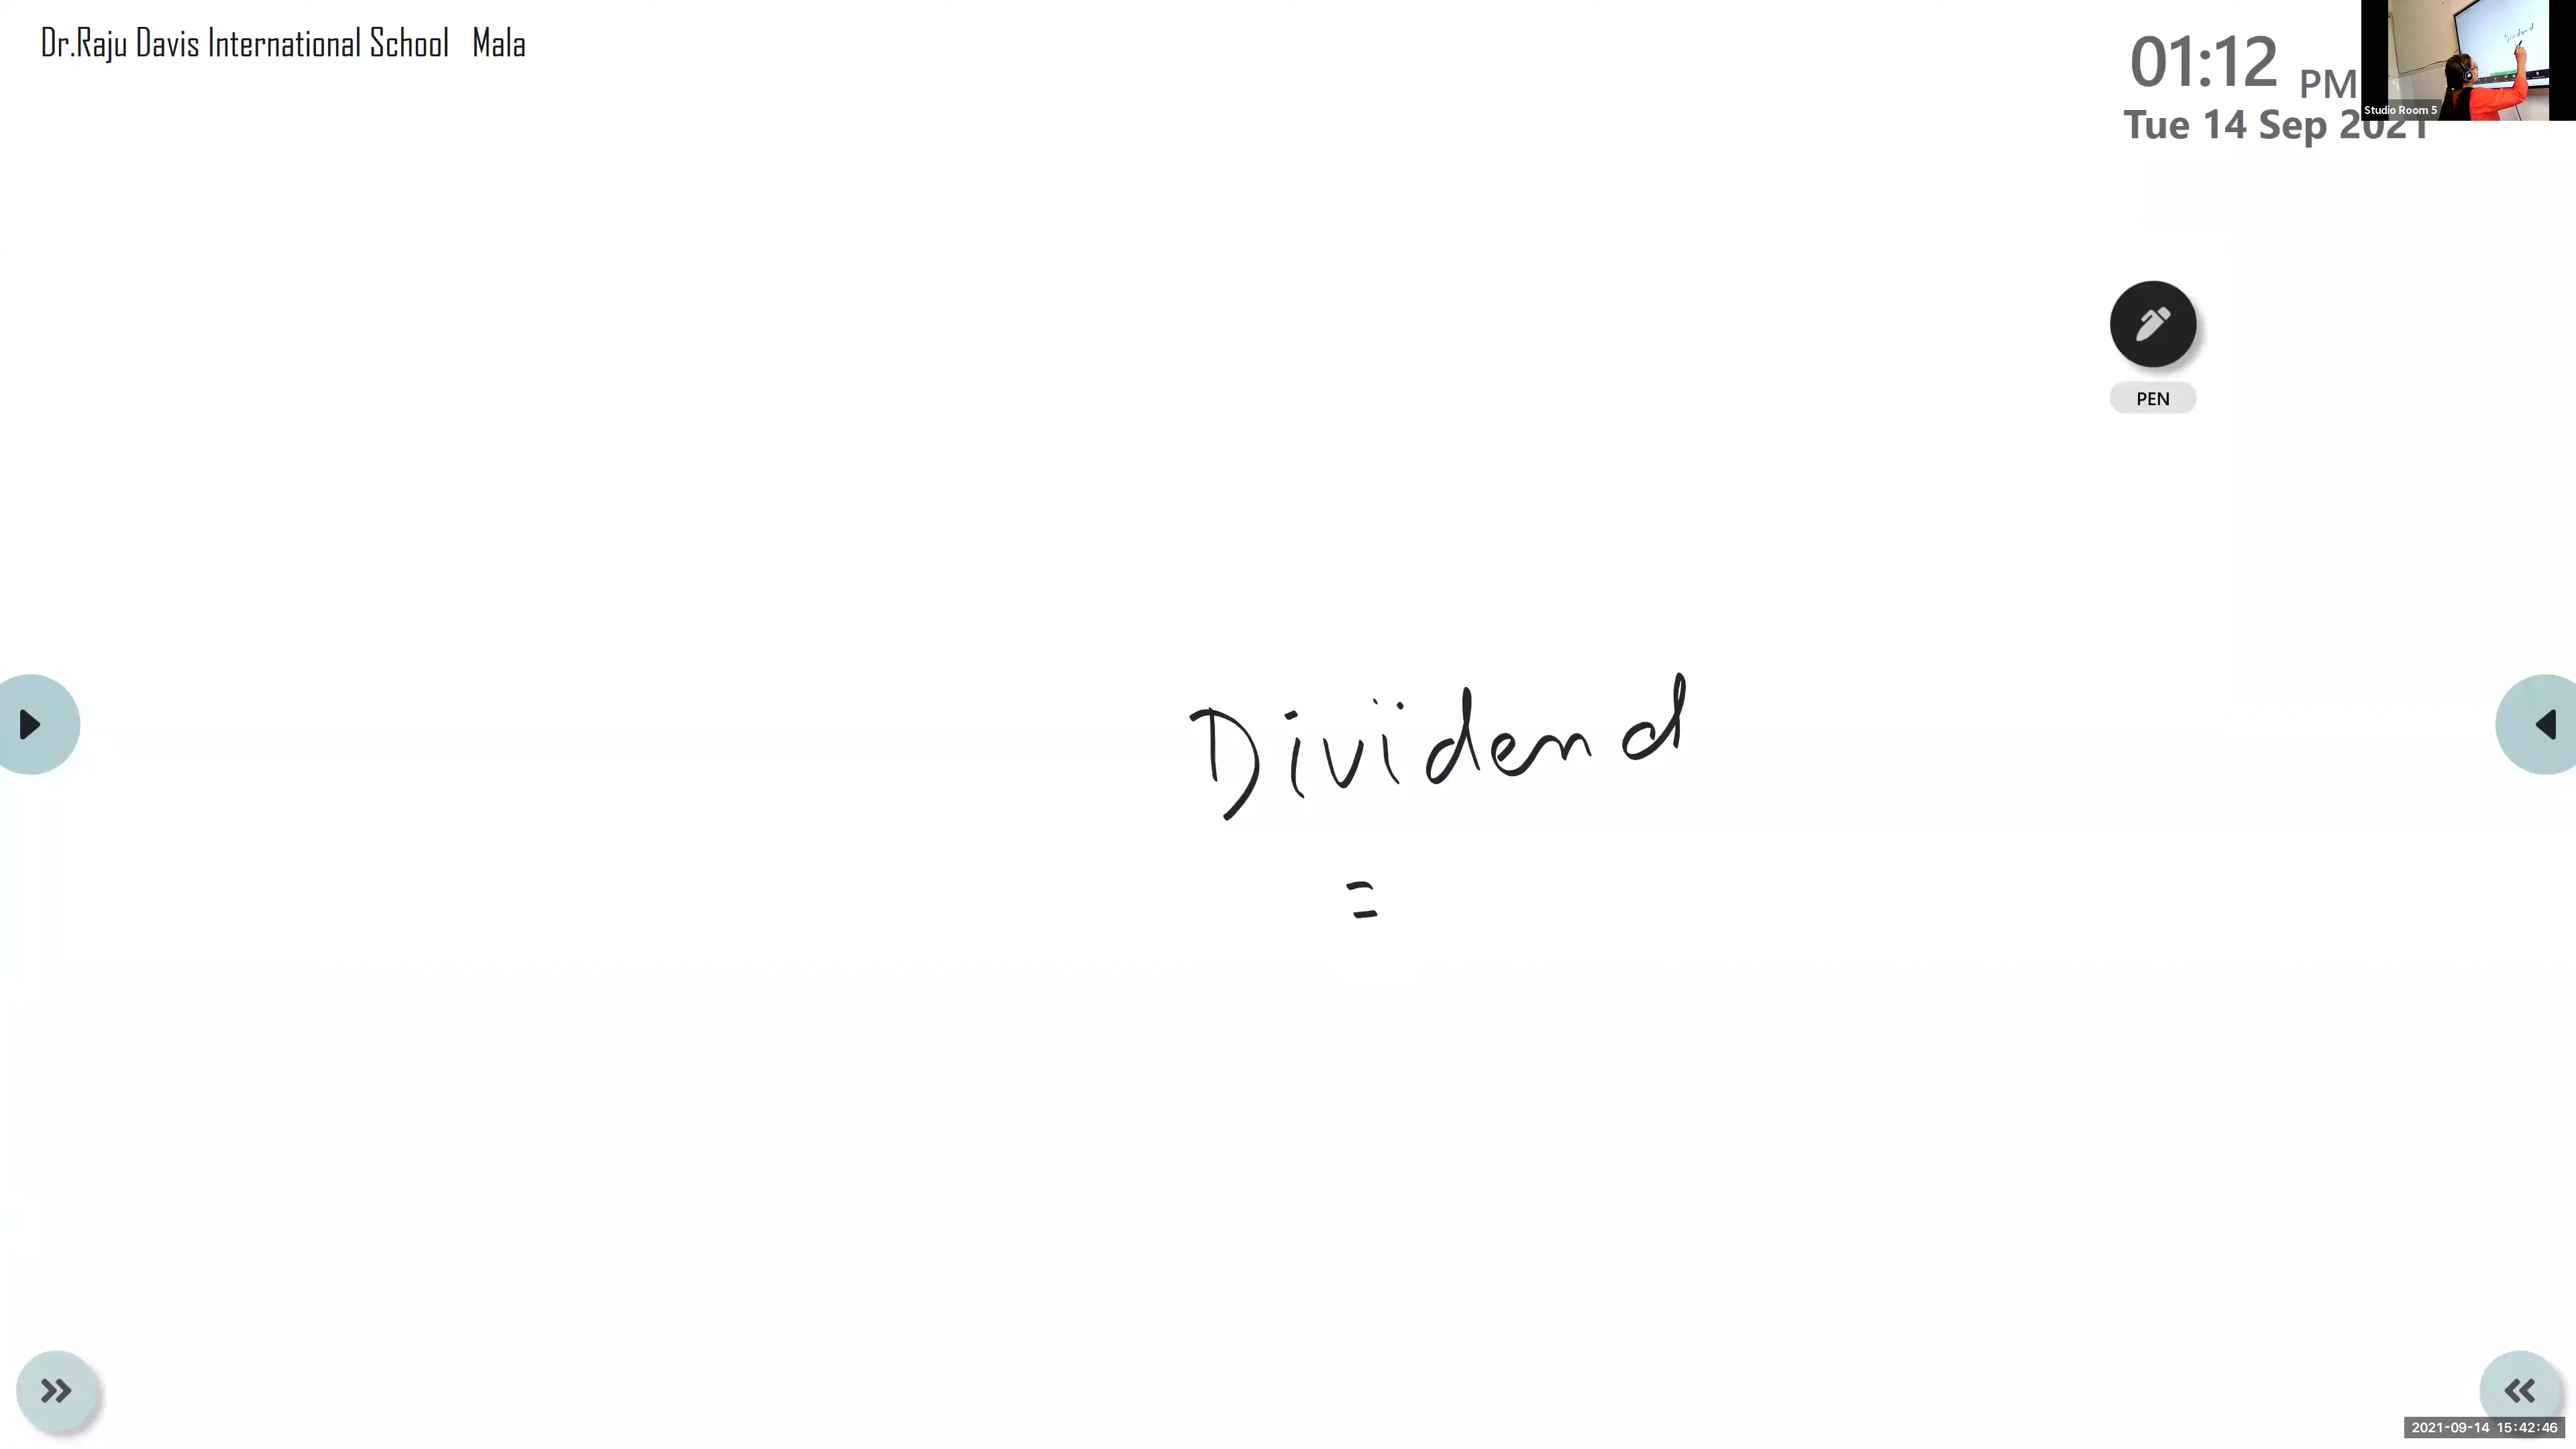 Dr.Raju Davis International School Mala
01:12 PM
Tue 14 Sep 2021
Studio Room 5
PEN
Dividend
=
2021-09-14 15:42:46